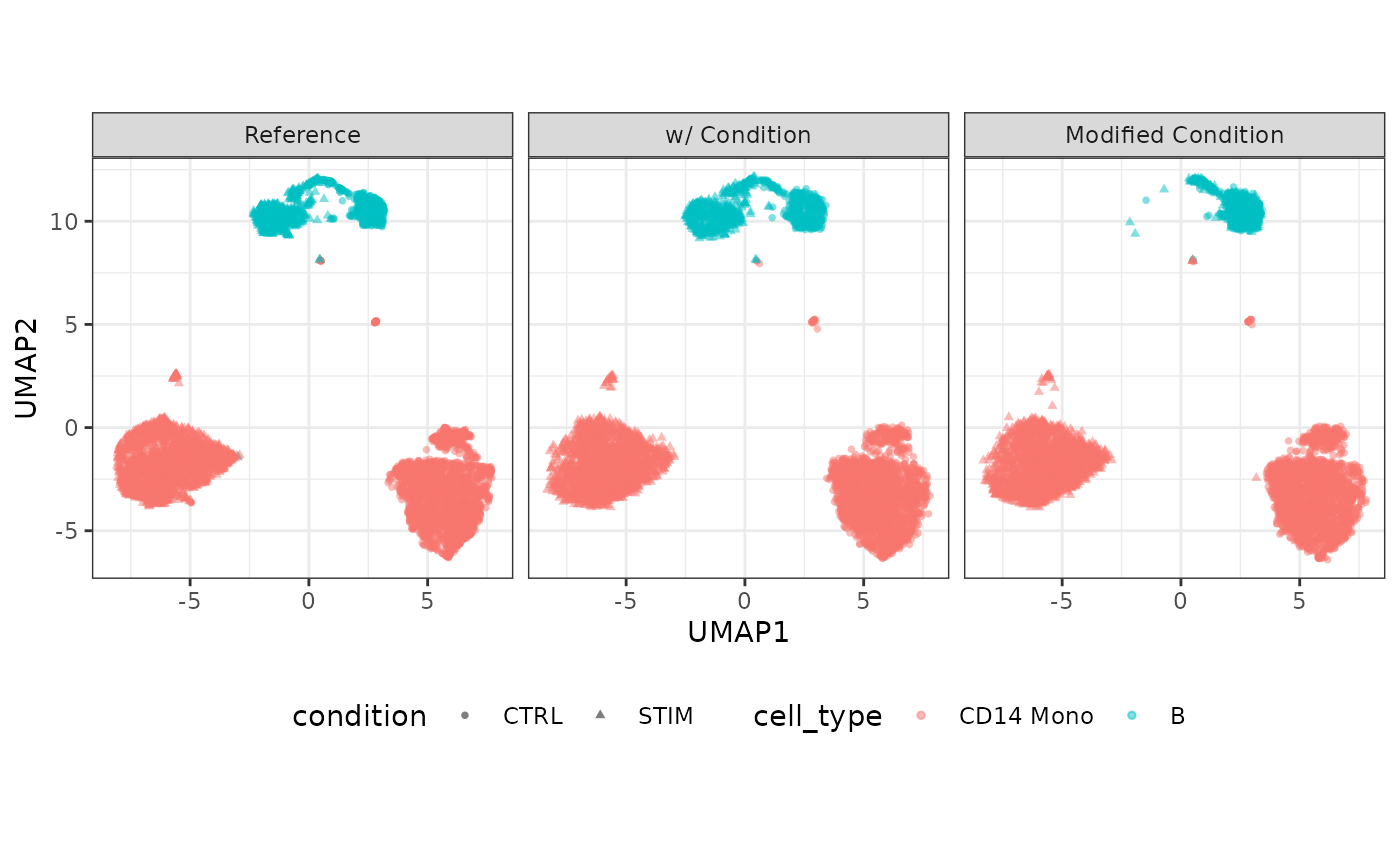 Reference w/ Condition Modified Condition
UMAP2
10
5
0
-5
-5 0 5 -5 0 5 -5 0 5
UMAP1
condition CTRL STIM cell_type CD14 Mono B